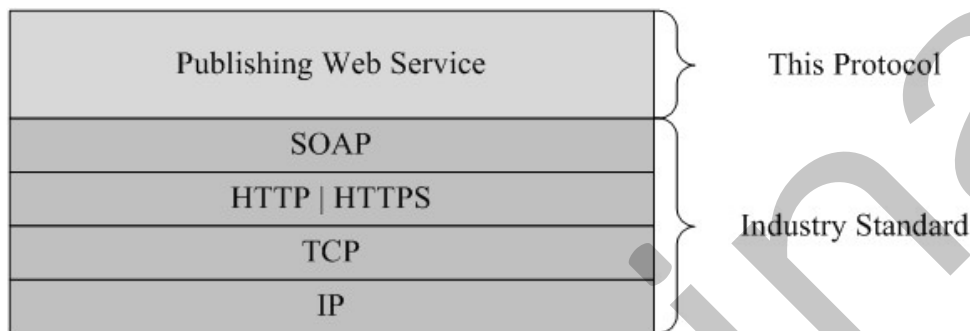 Publishing Web Service
This Protocol
SOAP
HTTP | HTTPS
Industry Standard
TCP
IP